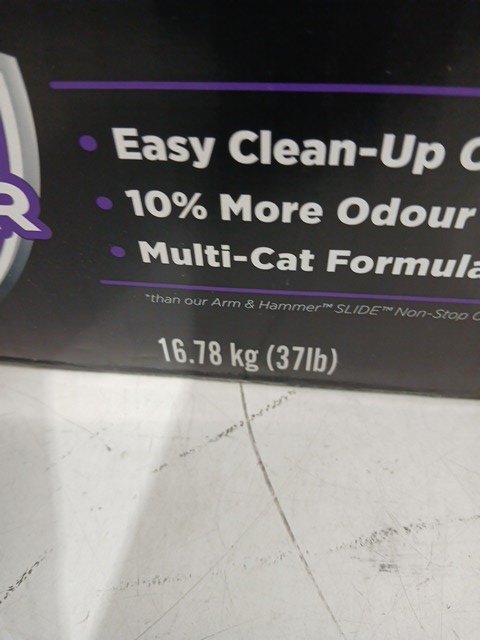 R
• Easy Clean-Up
• 10% More Odour
• Multi-Cat Formula
*than our Arm & Hammer™ SLIDE™ Non-Stop
16.78 kg (37lb)